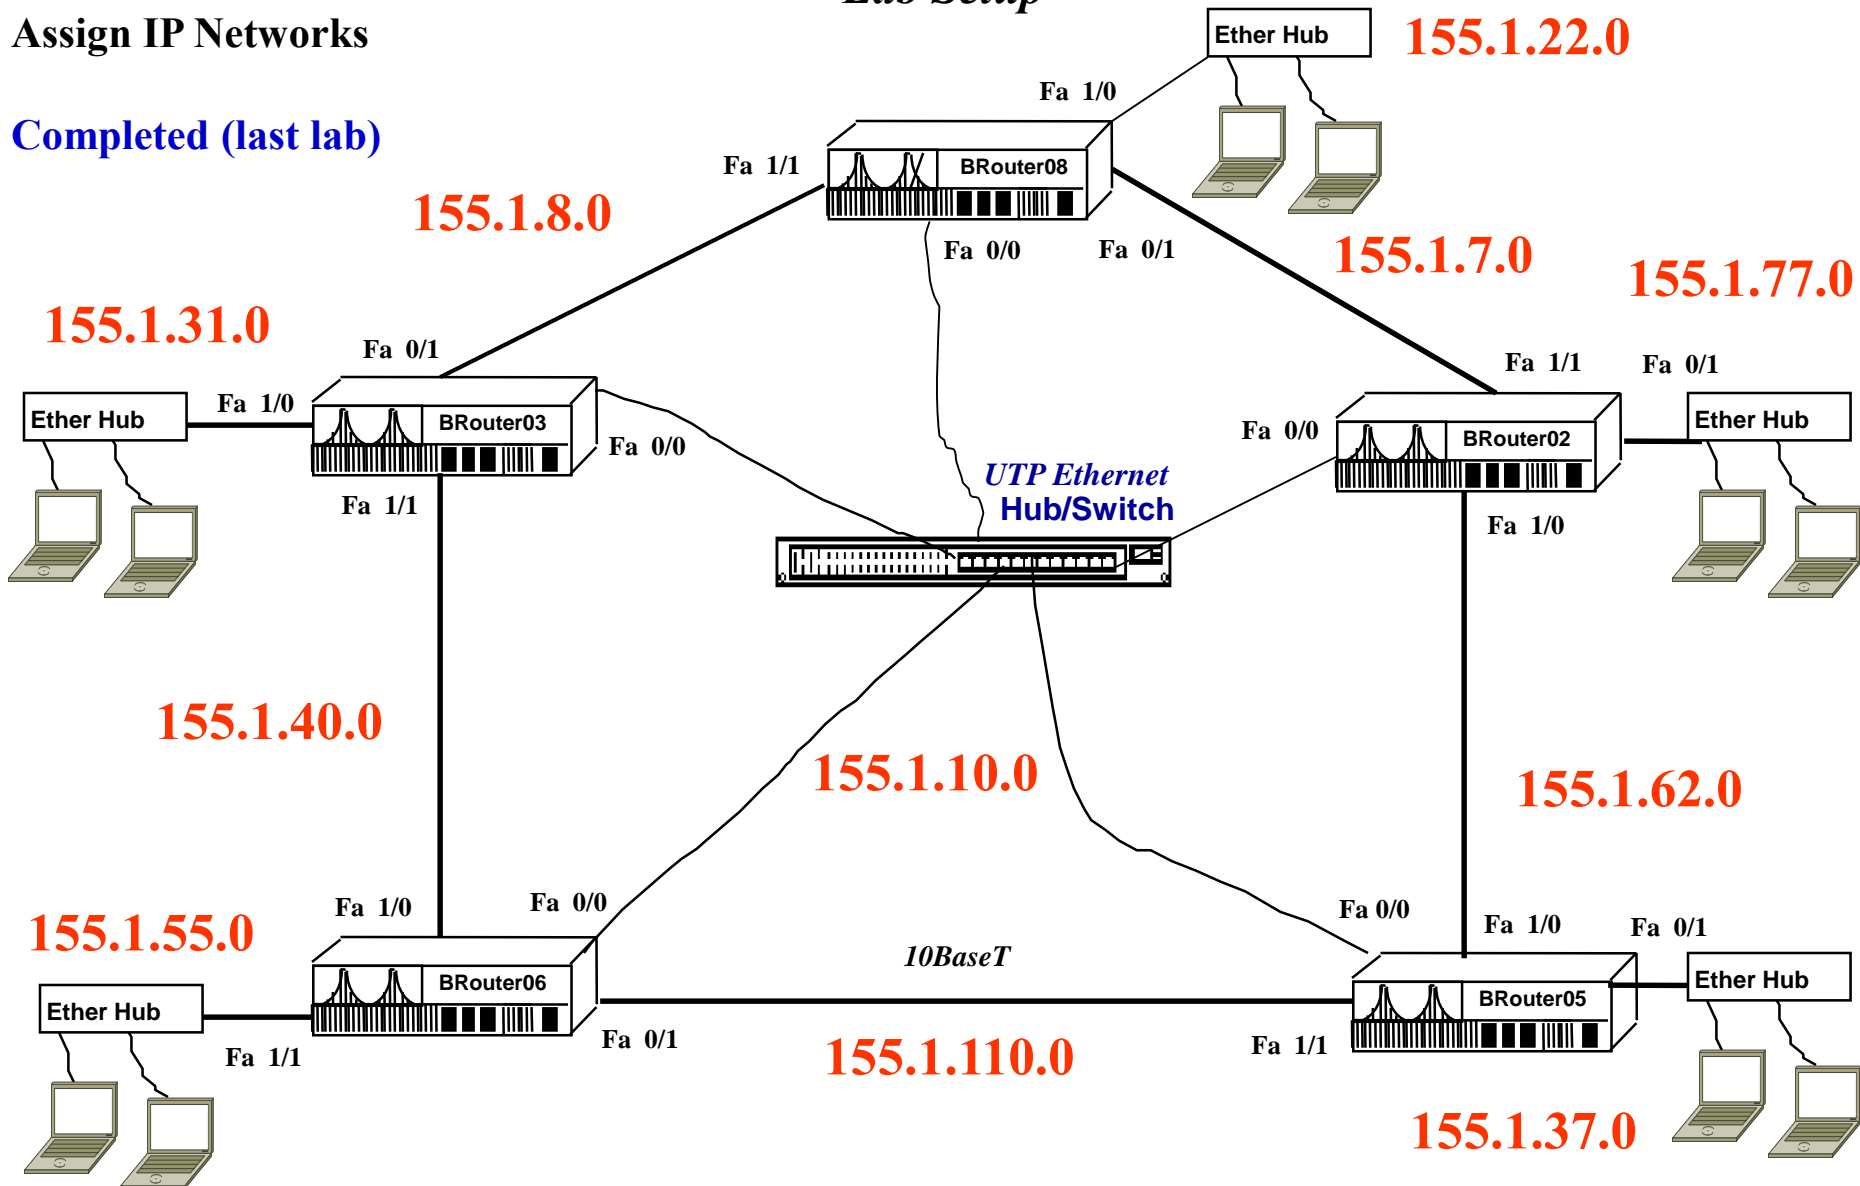 Lab Setup
Assign IP Networks
Completed (last lab)
Ether Hub
155.1.22.0
Fa 1/0
Fa 1/1
BRouter08
155.1.8.0
Fa 0/0
Fa 0/1
155.1.7.0
155.1.77.0
155.1.31.0
Fa 0/1
Fa 1/1
Fa 0/1
Ether Hub
Fa 1/0
BRouter03
Fa 0/0
Fa 0/0
BRouter02
Ether Hub
UTP Ethernet
Hub/Switch
Fa 1/1
Fa 1/0
155.1.40.0
155.1.10.0
155.1.62.0
155.1.55.0
Fa 1/0
Fa 0/0
Fa 0/0
Fa 1/0
Fa 0/1
10BaseT
Ether Hub
BRouter06
BRouter05
Ether Hub
Fa 1/1
Fa 0/1
155.1.110.0
Fa 1/1
155.1.37.0